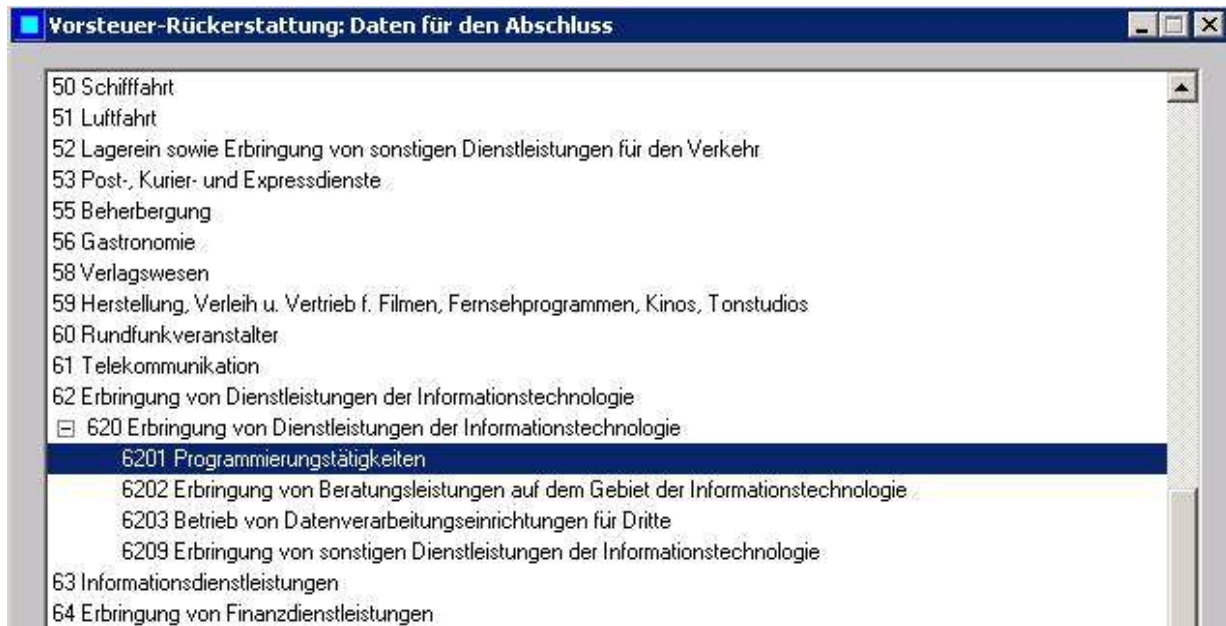 Vorsteuer-Rückerstattung: Daten für den Abschluss
50 Schifffahrt
51 Luftfahrt
52 Lagerein sowie Erbringung von sonstigen Dienstleistungen für den Verkehr
53 Post-, Kurier- und Expressdienste
55 Beherbergung
56 Gastronomie
58 Verlagswesen
59 Herstellung, Verleih u. Vertrieb f. Filmen, Fernsehprogrammen, Kinos, Tonstudios
60 Rundfunkveranstalter
61 Telekommunikation
62 Erbringung von Dienstleistungen der Informationstechnologie
620 Erbringung von Dienstleistungen der Informationstechnologie
6201 Programmierungstätigkeiten
6202 Erbringung von Beratungsleistungen auf dem Gebiet der Informationstechnologie
6203 Betrieb von Datenverarbeitungseinrichtungen für Dritte
6209 Erbringung von sonstigen Dienstleistungen der Informationstechnologie
63 Informationsdienstleistungen
64 Erbringung von Finanzdienstleistungen